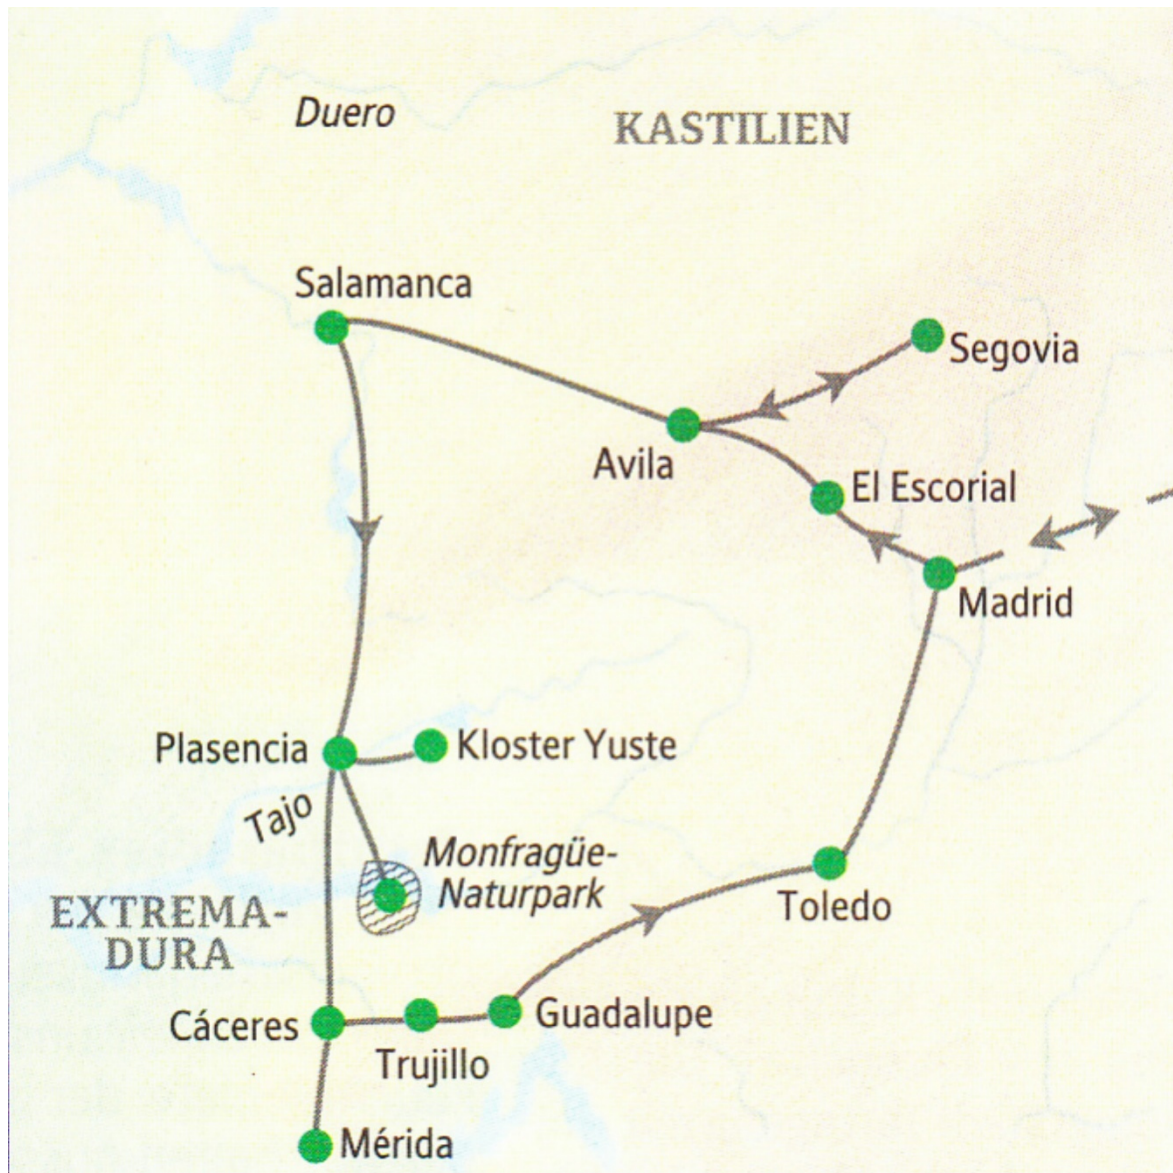 Duero
KASTILIEN
Salamanca
Segovia
Avila
El Escorial
Madrid
Plasencia
Kloster Yuste
Tajo
Monfragüe-
Naturpark
EXTREMA-
DURA
Toledo
Cáceres
Guadalupe
Trujillo
Mérida